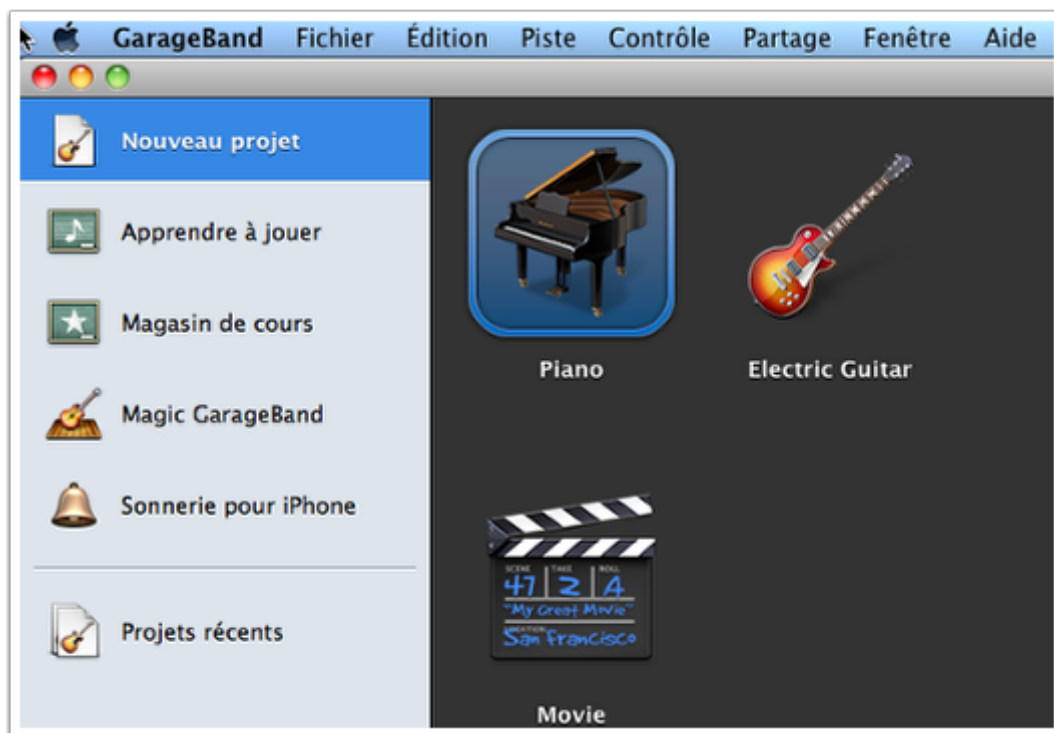 GarageBand Fichier Édition Piste Contrôle Partage Fenêtre Aide
Nouveau projet
Apprendre à jouer
Magasin de cours
Magic GarageBand
Sonnerie pour iPhone
Projets récents
Piano
Electric Guitar
SCENE TAKE ROLL
47 2 A
"My Great Movie"
LOCATION:
San Francisco
Movie